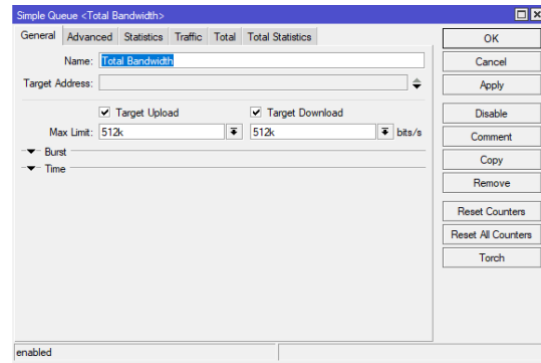 Simple Queue <Total Bandwidth>
General Advanced Statistics Traffic Total Total Statistics
Name: Total Bandwidth
Target Address:
Target Upload Target Download
Max Limit: 512k 512k bits/s
Burst
Time
OK
Cancel
Apply
Disable
Comment
Copy
Remove
Reset Counters
Reset All Counters
Torch
enabled